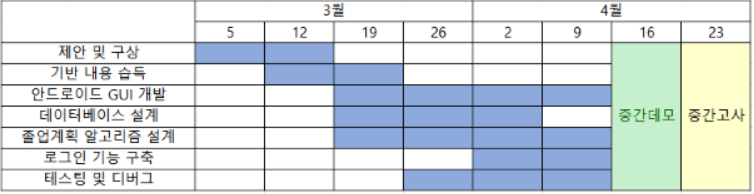 3월 4월
5 12 19 26 2 9 16 23
제안 및 구상
기반 내용 습득
안드로이드 GUI 개발
데이터베이스 설계 중간데모 중간고사
졸업계획 알고리즘 설계
로그인 기능 구축
테스팅 및 디버그